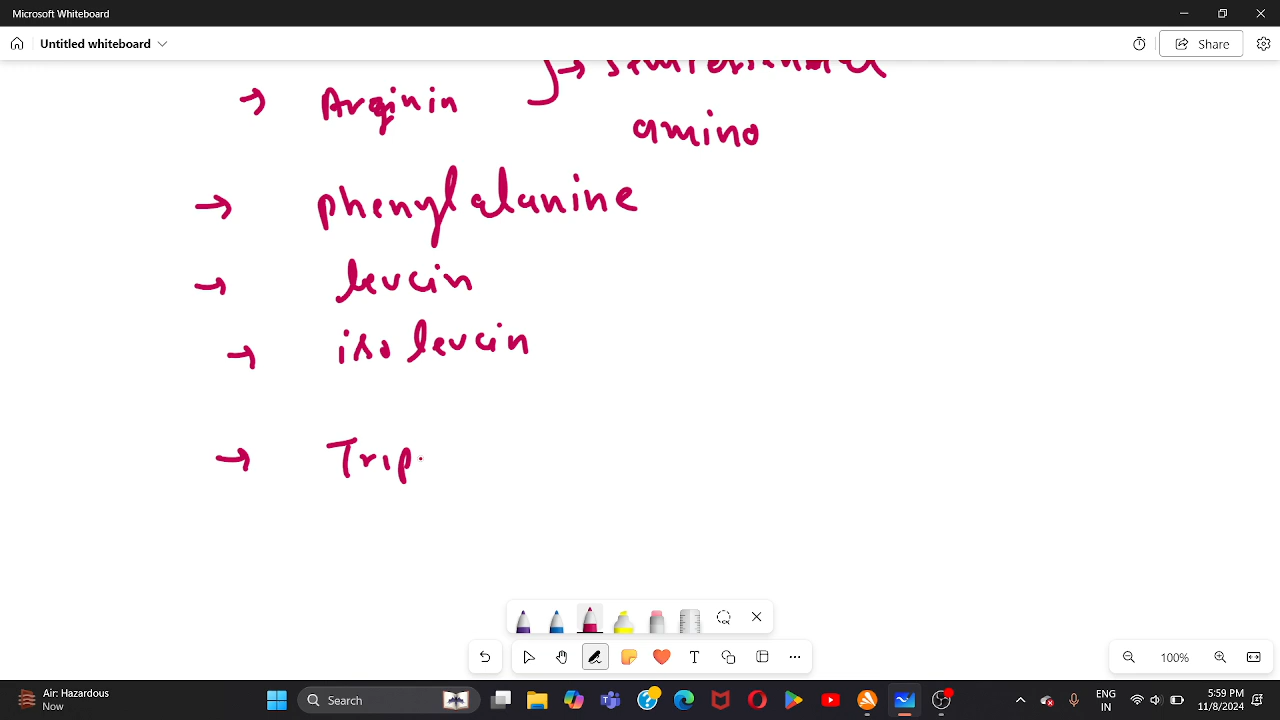 Microsoft Whiteboard
Untitled whiteboard
Share
→ Arginin
→
amino
→ phenylalanine
→ leucin
→ iso leucin
→ Trip
100%
Air: Hazardous
Now
Search
ENG
IN
5:59 PM
11/8/2024